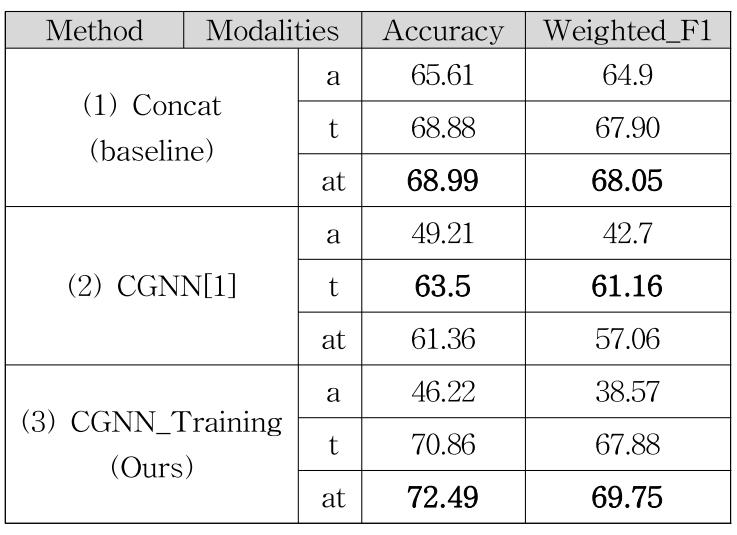 Method Modalities Accuracy Weighted_F1
(1) Concat
(baseline)
a 65.61 64.9
t 68.88 67.90
at 68.99 68.05
(2) CGNN[1]
a 49.21 42.7
t 63.5 61.16
at 61.36 57.06
(3) CGNN_Training
(Ours)
a 46.22 38.57
t 70.86 67.88
at 72.49 69.75